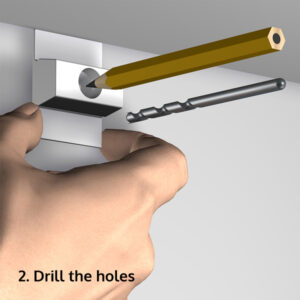 2. Drill the holes